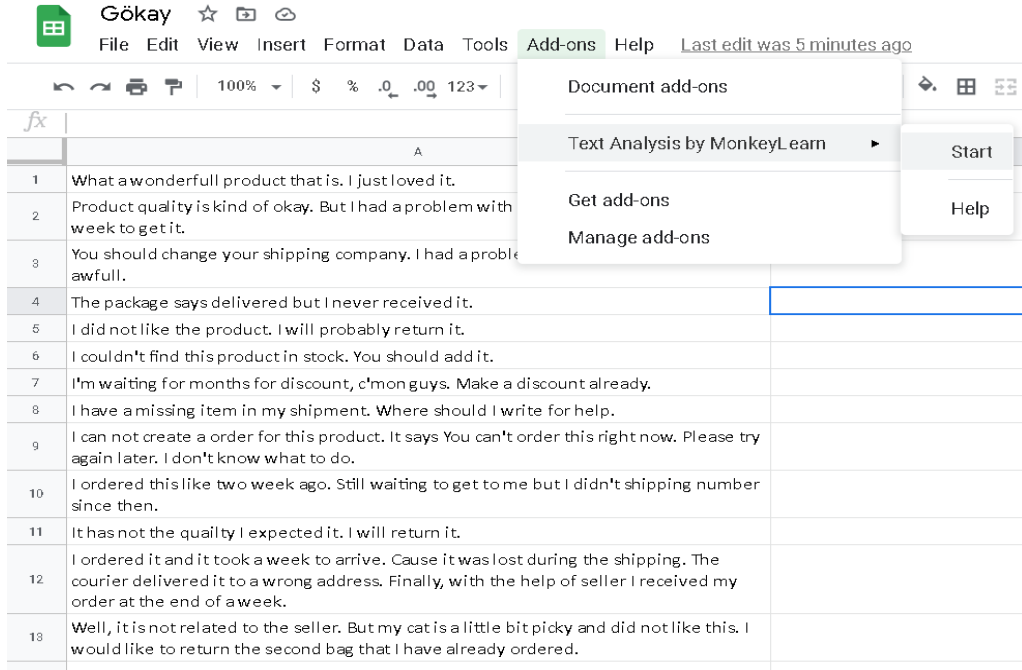 Gökay
File Edit View Insert Format Data Tools Add-ons Help Last edit was 5 minutes ago
100% $ % .0 .00 123
Document add-ons
Text Analysis by MonkeyLearn
Start
Get add-ons
Help
Manage add-ons
fx
A
1 What a wonderfull product that is. I just loved it.
2 Product quality is kind of okay. But I had a problem with
week to get it.
3 You should change your shipping company. I had a proble
awfull.
4 The package says delivered but I never received it.
5 I did not like the product. I will probably return it.
6 I couldn't find this product in stock. You should add it.
7 I'm waiting for months for discount, c'mon guys. Make a discount already.
8 I have a missing item in my shipment. Where should I write for help.
9 I can not create a order for this product. It says You can't order this right now. Please try
again later. I don't know what to do.
10 I ordered this like two week ago. Still waiting to get to me but I didn't shipping number
since then.
11 It has not the quailty I expected it. I will return it.
12 I ordered it and it took a week to arrive. Cause it was lost during the shipping. The
courier delivered it to a wrong address. Finally, with the help of seller I received my
order at the end of a week.
13 Well, it is not related to the seller. But my cat is a little bit picky and did not like this. I
would like to return the second bag that I have already ordered.